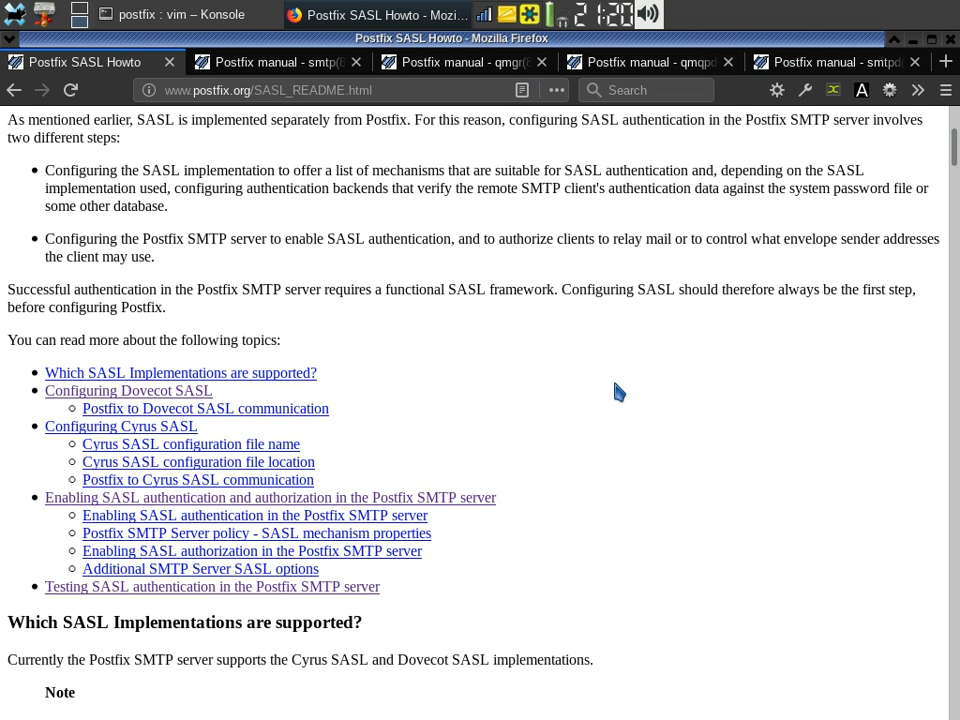 postfix : vim – Konsole
Postfix SASL Howto - Mozi...
2 1:20
Postfix SASL Howto - Mozilla Firefox
Postfix SASL Howto
Postfix manual - smtp(8
Postfix manual - qmgr(8
Postfix manual - qmqpd
Postfix manual - smtpd(
www.postfix.org/SASL_README.html
Search
As mentioned earlier, SASL is implemented separately from Postfix. For this reason, configuring SASL authentication in the Postfix SMTP server involves
two different steps:
Configuring the SASL implementation to offer a list of mechanisms that are suitable for SASL authentication and, depending on the SASL
implementation used, configuring authentication backends that verify the remote SMTP client's authentication data against the system password file or
some other database.
Configuring the Postfix SMTP server to enable SASL authentication, and to authorize clients to relay mail or to control what envelope sender addresses
the client may use.
Successful authentication in the Postfix SMTP server requires a functional SASL framework. Configuring SASL should therefore always be the first step,
before configuring Postfix.
You can read more about the following topics:
Which SASL Implementations are supported?
Configuring Dovecot SASL
Postfix to Dovecot SASL communication
Configuring Cyrus SASL
Cyrus SASL configuration file name
Cyrus SASL configuration file location
Postfix to Cyrus SASL communication
Enabling SASL authentication and authorization in the Postfix SMTP server
Enabling SASL authentication in the Postfix SMTP server
Postfix SMTP Server policy - SASL mechanism properties
Enabling SASL authorization in the Postfix SMTP server
Additional SMTP Server SASL options
Testing SASL authentication in the Postfix SMTP server
Which SASL Implementations are supported?
Currently the Postfix SMTP server supports the Cyrus SASL and Dovecot SASL implementations.
Note